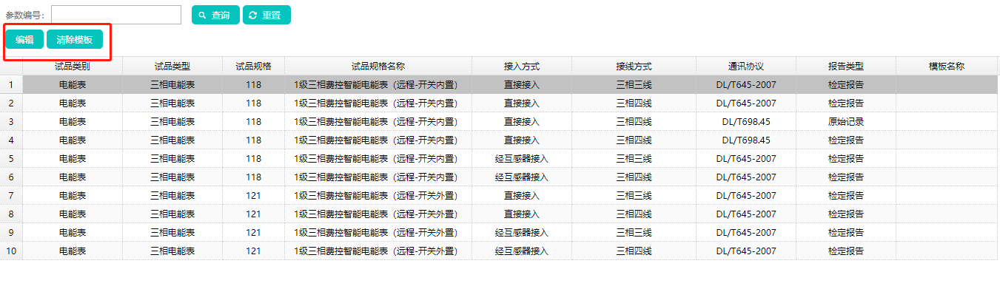 参数编号： 查询 重置
编辑 清除模板
试品类别 试品类型 试品规格 试品规格名称 接入方式 接线方式 通讯协议 报告类型 模板名称
1 电能表 三相电能表 118 1级三相费控智能电能表（远程-开关内置） 直接接入 三相三线 DL/T645-2007 检定报告
2 电能表 三相电能表 118 1级三相费控智能电能表（远程-开关内置） 直接接入 三相四线 DL/T645-2007 检定报告
3 电能表 三相电能表 118 1级三相费控智能电能表（远程-开关内置） 直接接入 三相四线 DL/T698.45 原始记录
4 电能表 三相电能表 118 1级三相费控智能电能表（远程-开关内置） 直接接入 三相四线 DL/T698.45 检定报告
5 电能表 三相电能表 118 1级三相费控智能电能表（远程-开关内置） 经互感器接入 三相三线 DL/T645-2007 检定报告
6 电能表 三相电能表 118 1级三相费控智能电能表（远程-开关内置） 经互感器接入 三相四线 DL/T645-2007 检定报告
7 电能表 三相电能表 121 1级三相费控智能电能表（远程-开关外置） 直接接入 三相三线 DL/T645-2007 检定报告
8 电能表 三相电能表 121 1级三相费控智能电能表（远程-开关外置） 直接接入 三相四线 DL/T645-2007 检定报告
9 电能表 三相电能表 121 1级三相费控智能电能表（远程-开关外置） 经互感器接入 三相三线 DL/T645-2007 检定报告
10 电能表 三相电能表 121 1级三相费控智能电能表（远程-开关外置） 经互感器接入 三相四线 DL/T645-2007 检定报告